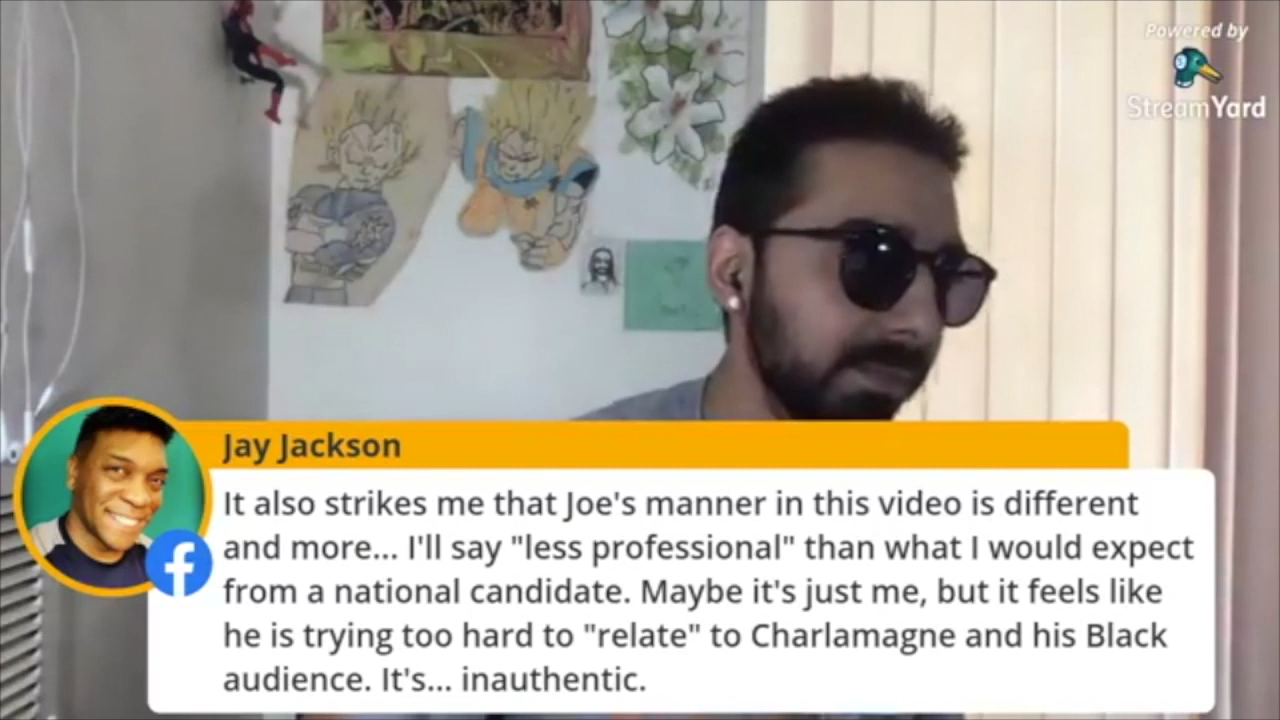 Powered by
StreamYard
Jay Jackson
It also strikes me that Joe's manner in this video is different
and more... I'll say "less professional" than what I would expect
from a national candidate. Maybe it's just me, but it feels like
he is trying too hard to "relate" to Charlamagne and his Black
audience. It's... inauthentic.